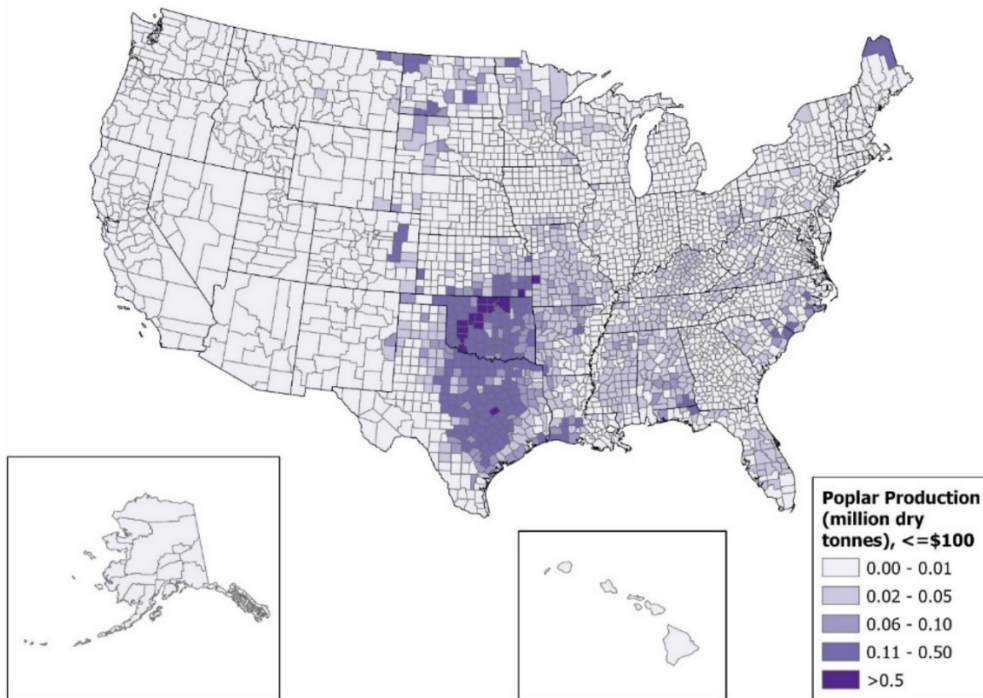 Poplar Production
(million dry
tonnes), <=$100
0.00 - 0.01
0.02 - 0.05
0.06 - 0.10
0.11 - 0.50
>0.5